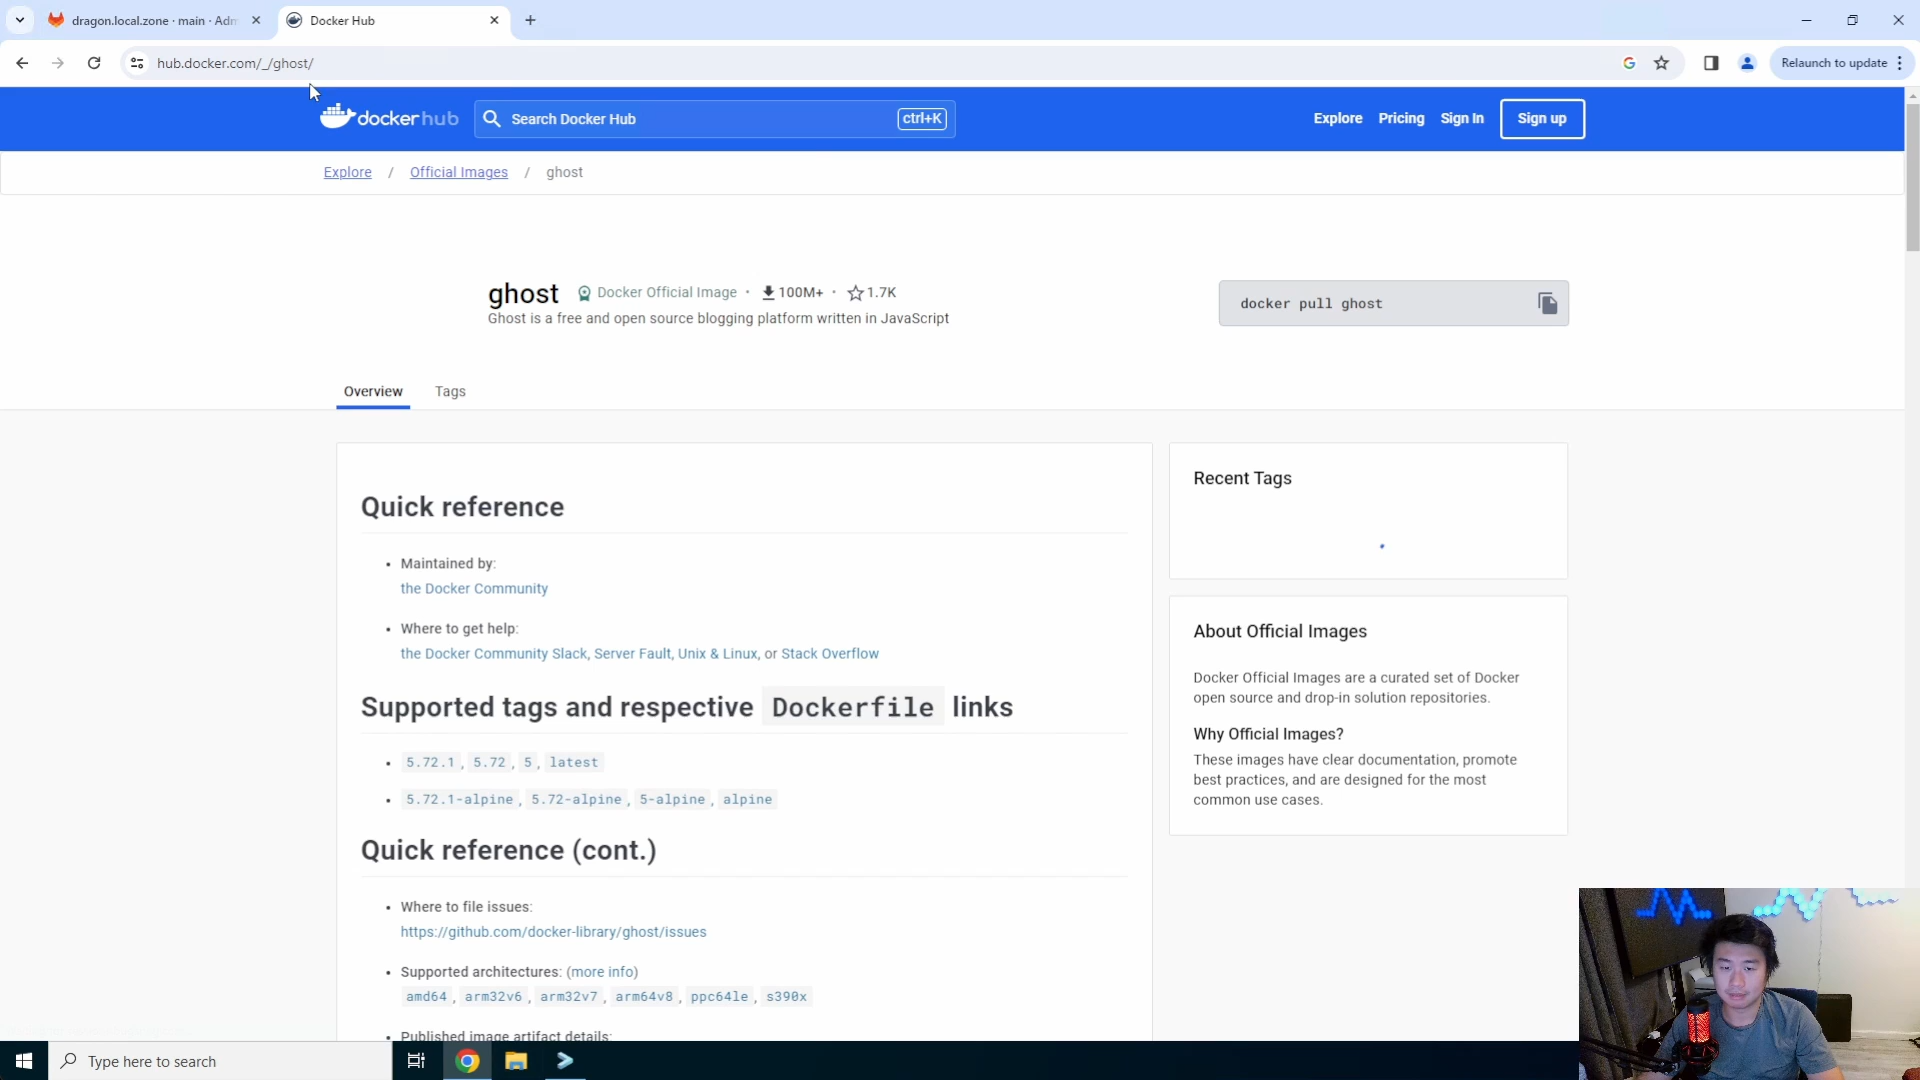 dragon.local.zone · main · Adm
Docker Hub
hub.docker.com/_/ghost/
Relaunch to update
docker hub
Search Docker Hub
ctrl+K
Explore
Pricing
Sign In
Sign up
Explore / Official Images / ghost
ghost Docker Official Image · 100M+ · 1.7K
Ghost is a free and open source blogging platform written in JavaScript
docker pull ghost
Overview
Tags
Quick reference
• Maintained by:
the Docker Community
• Where to get help:
the Docker Community Slack, Server Fault, Unix & Linux, or Stack Overflow
Supported tags and respective Dockerfile links
• 5.72.1, 5.72, 5, latest
• 5.72.1-alpine, 5.72-alpine, 5-alpine, alpine
Quick reference (cont.)
• Where to file issues:
https://github.com/docker-library/ghost/issues
• Supported architectures: (more info)
amd64, arm32v6, arm32v7, arm64v8, ppc64le, s390x
• Published image artifact details:
Recent Tags
About Official Images
Docker Official Images are a curated set of Docker
open source and drop-in solution repositories.
Why Official Images?
These images have clear documentation, promote
best practices, and are designed for the most
common use cases.
Type here to search